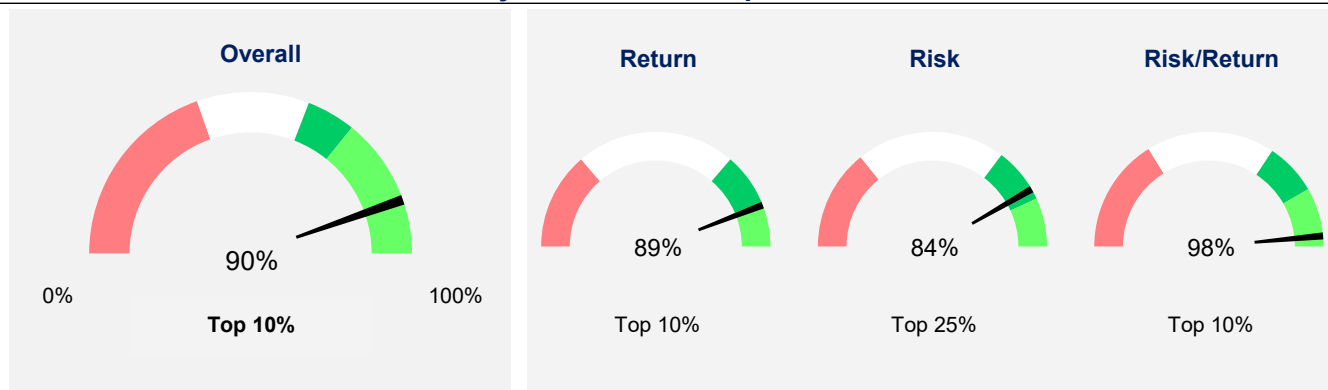 Overall
90%
0%
100%
Top 10%
Return
Risk
Risk/Return
89%
84%
98%
Top 10%
Top 25%
Top 10%